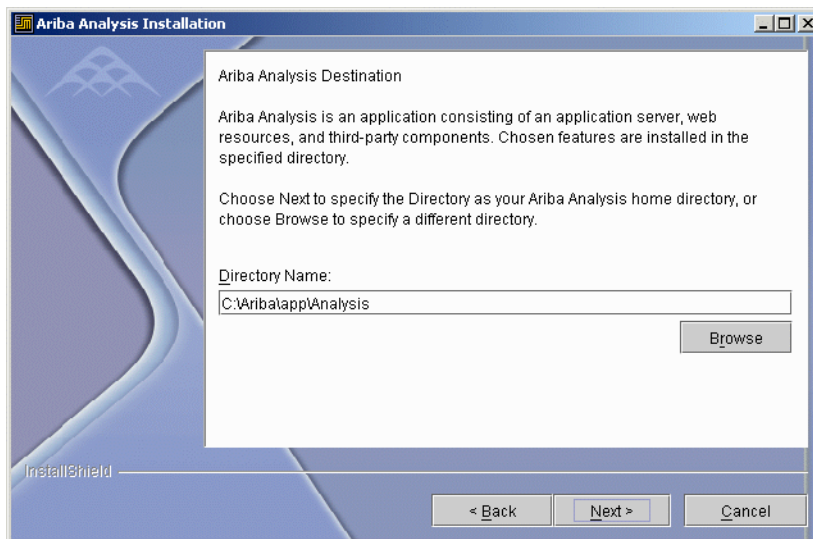 Ariba Analysis Installation
Ariba Analysis Destination
Ariba Analysis is an application consisting of an application server, web
resources, and third-party components. Chosen features are installed in the
specified directory.
Choose Next to specify the Directory as your Ariba Analysis home directory, or
choose Browse to specify a different directory.
Directory Name:
C:\Ariba\app\Analysis
Browse
InstallShield
< Back
Next >
Cancel